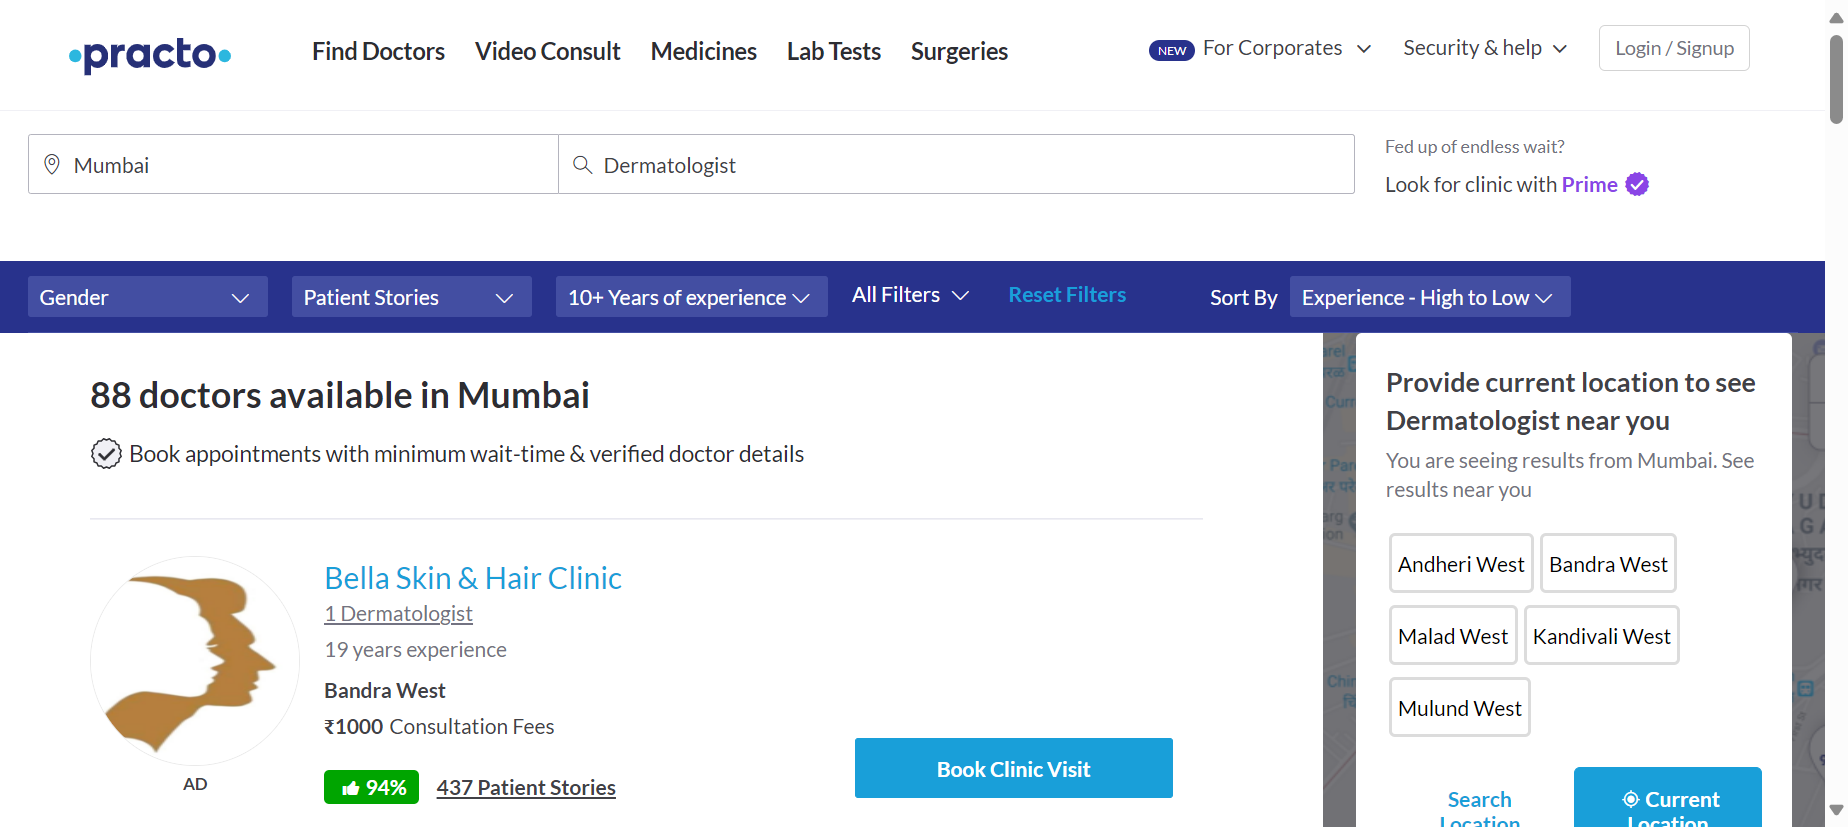 practo
Find Doctors
Video Consult
Medicines
Lab Tests
Surgeries
NEW For Corporates
Security & help
Login / Signup
Mumbai
Dermatologist
Fed up of endless wait?
Look for clinic with Prime
Gender
Patient Stories
10+ Years of experience
All Filters
Reset Filters
Sort By
Experience - High to Low
88 doctors available in Mumbai
Book appointments with minimum wait-time & verified doctor details
Bella Skin & Hair Clinic
1 Dermatologist
19 years experience
Bandra West
₹1000 Consultation Fees
94% 437 Patient Stories
AD
Book Clinic Visit
Provide current location to see
Dermatologist near you
You are seeing results from Mumbai. See
results near you
Andheri West
Bandra West
Malad West
Kandivali West
Mulund West
Search
Location
Current
Location